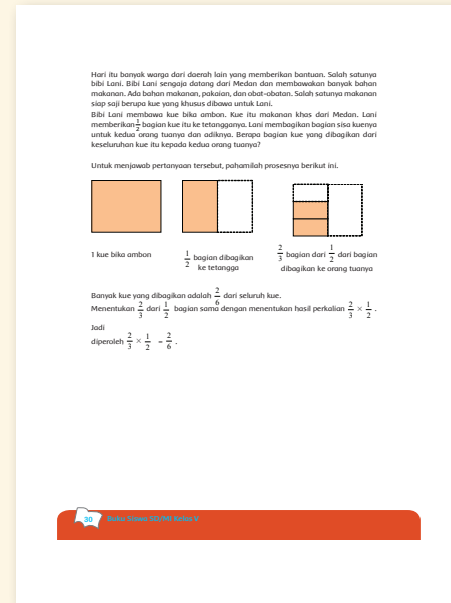 Hari itu banyak warga dari daerah lain yang memberikan bantuan. Salah satunya
bibi Lani. Bibi Lani sengaja datang dari Medan dan membawakan banyak bahan
makanan. Ada bahan makanan, pakaian, dan obat-obatan. Salah satunya makanan
siap saji berupa kue yang khusus dibawa untuk Lani.
Bibi Lani membawa kue bika ambon. Kue itu makanan khas dari Medan. Lani
memberikan 1/2 bagian kue itu ke tetangganya. Lani membagikan bagian sisa kuenya
untuk kedua orang tuanya dan adiknya. Berapa bagian kue yang dibagikan dari
keseluruhan kue itu kepada kedua orang tuanya?
Untuk menjawab pertanyaan tersebut, pahamilah prosesnya berikut ini.
1 kue bika ambon
1/2 bagian dibagikan
ke tetangga
2/3 bagian dari 1/2 dari bagian
dibagikan ke orang tuanya
Banyak kue yang dibagikan adalah 2/6 dari seluruh kue.
Menentukan 2/3 dari 1/2 bagian sama dengan menentukan hasil perkalian 2/3 × 1/2 .
Jadi
diperoleh 2/3 × 1/2 = 2/6 .
30 Buku Siswa SD/MI Kelas V